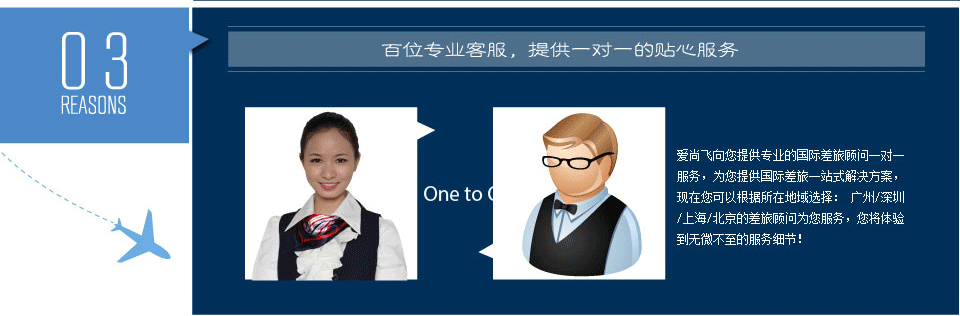 03
REASONS
百位专业客服，提供一对一的贴心服务
One to
爱尚飞向您提供专业的国际差旅顾问一对一
服务，为您提供国际差旅一站式解决方案，
现在您可以根据所在地域选择： 广州/深圳
/上海/北京的差旅顾问为您服务，您将体验
到无微不至的服务细节！